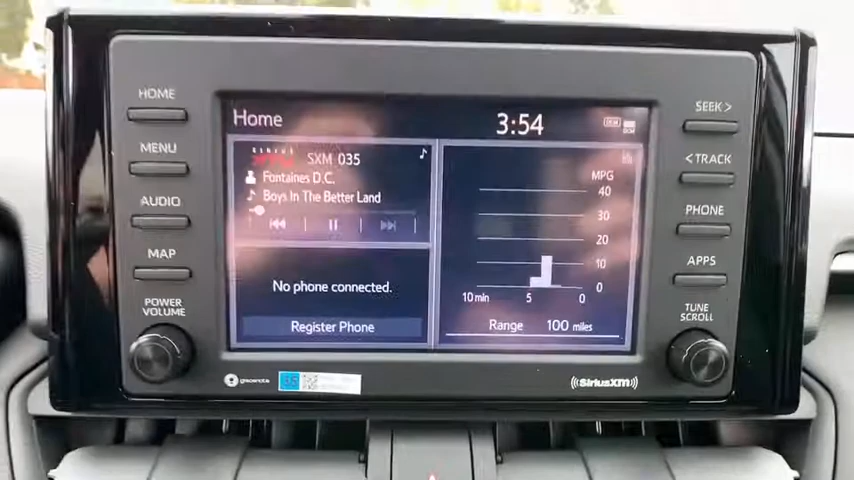 HOME
MENU
AUDIO
MAP
POWER
VOLUME
Home
3:54
SXM 035
Fontaines D.C.
Boys In The Better Land
No phone connected.
Register Phone
MPG
40
30
20
10
0
10 min
5
0
Range 100 miles
SEEK >
< TRACK
PHONE
APPS
TUNE
SCROLL
gracenote
SiriusXM